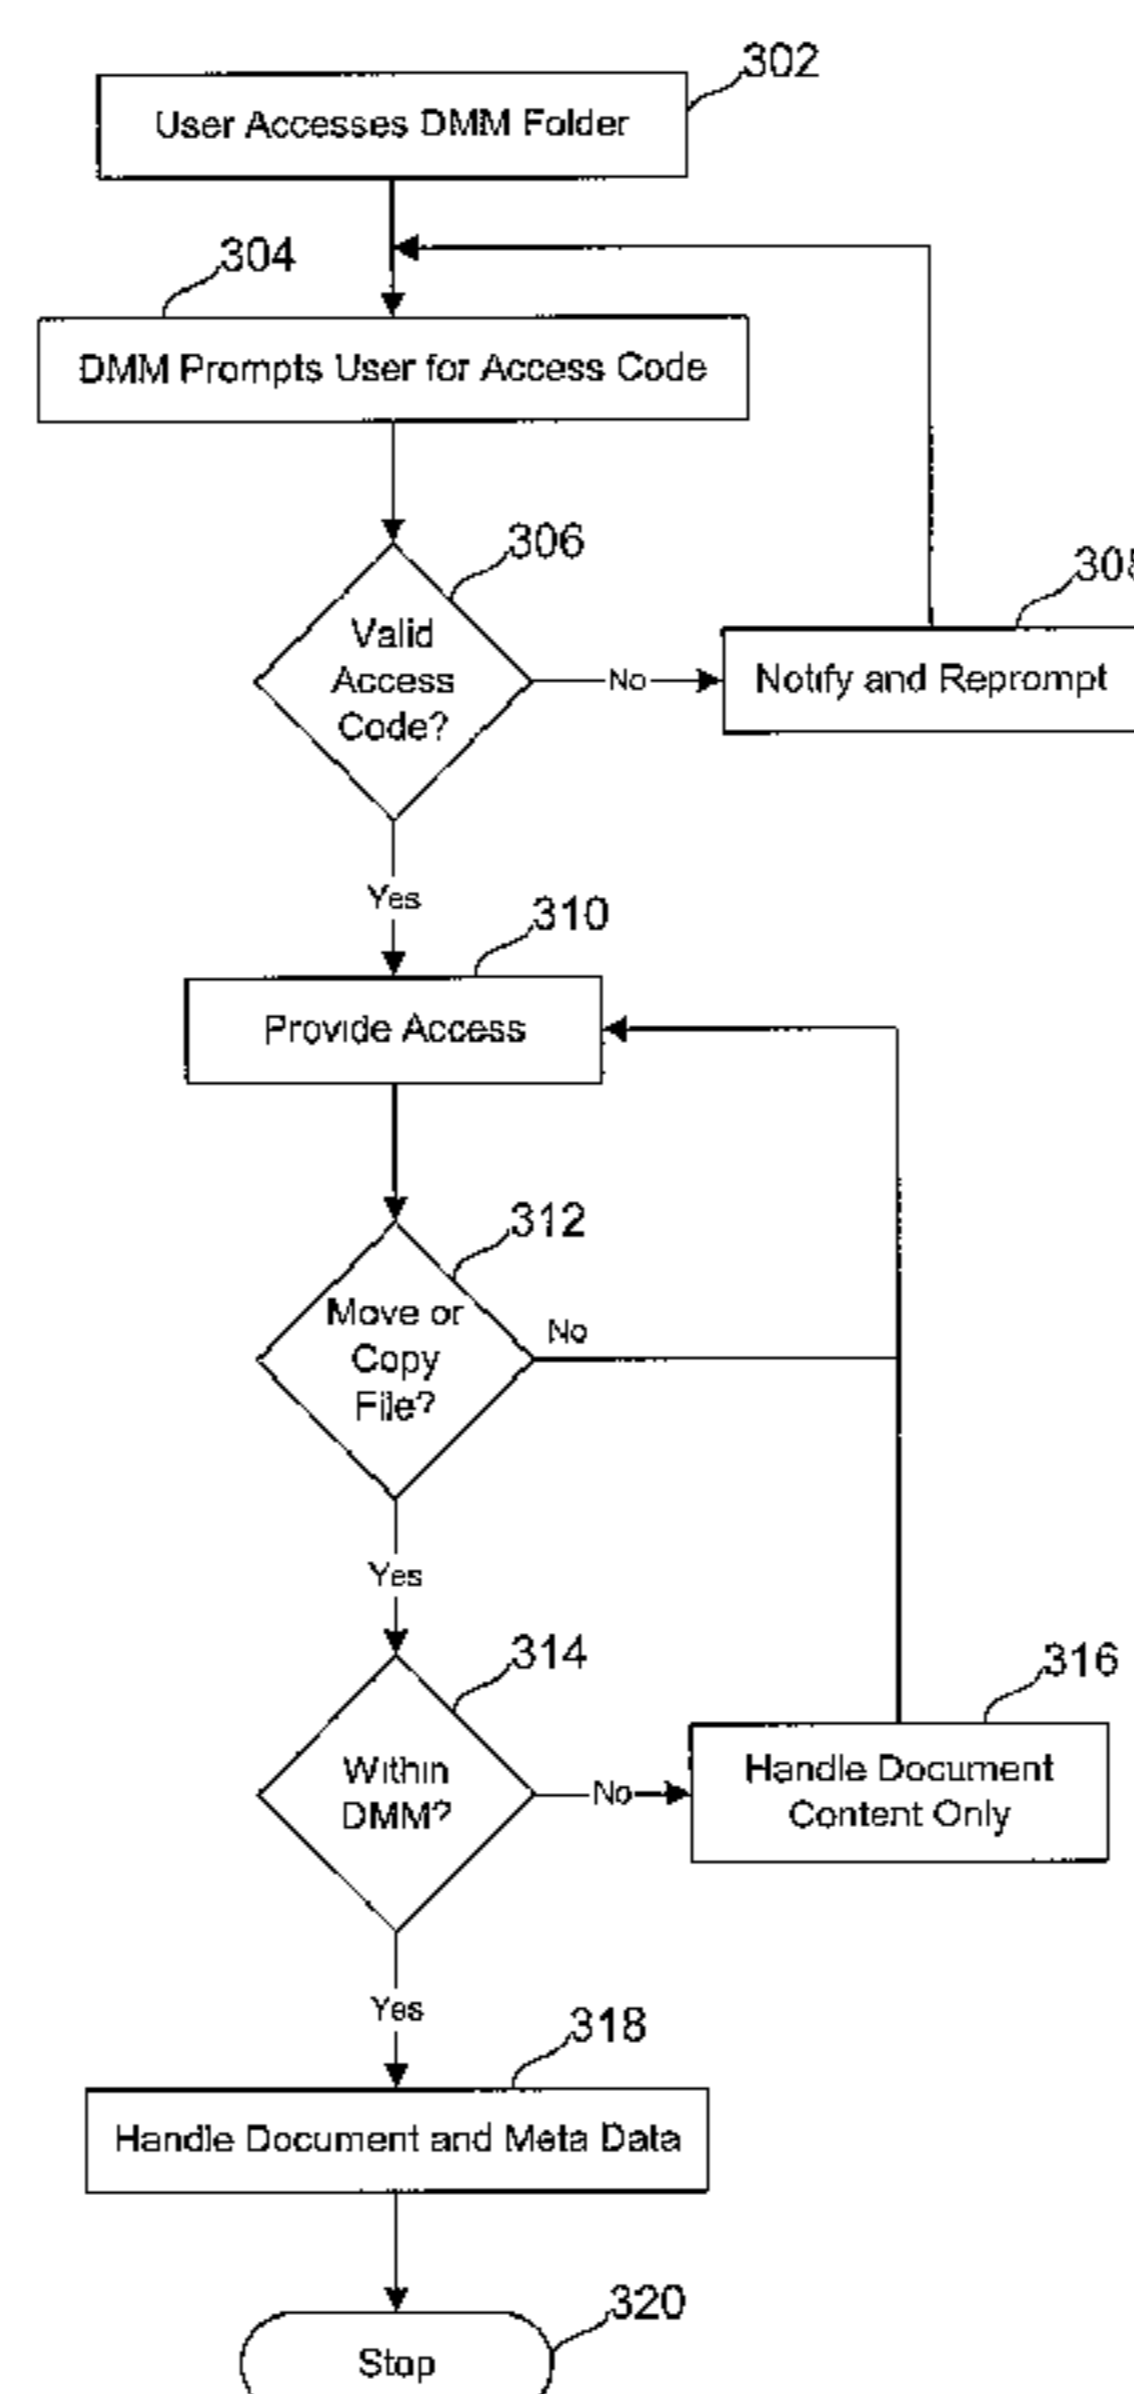 302
User Accesses DMM Folder
304
DMM Prompts User for Access Code
306
Valid
Access
Code?
No
308
Notify and Reprompt
Yes
310
Provide Access
312
Move or
Copy
File?
No
Yes
314
Within
DMM?
No
316
Handle Document
Content Only
Yes
318
Handle Document and Meta Data
320
Stop